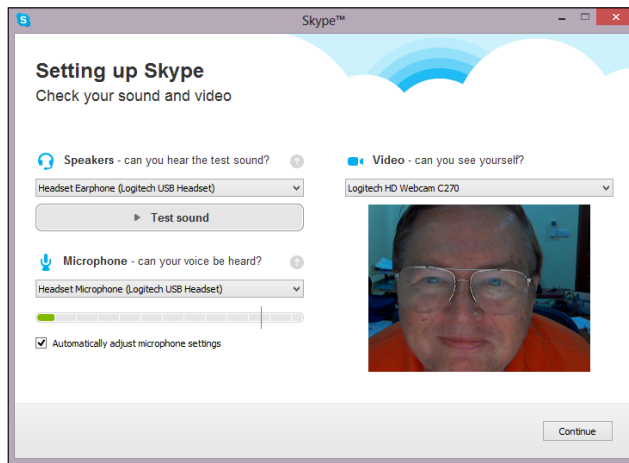 Skype™
Setting up Skype
Check your sound and video
Speakers - can you hear the test sound?
Headset Earphone (Logitech USB Headset)
Test sound
Microphone - can your voice be heard?
Headset Microphone (Logitech USB Headset)
Automatically adjust microphone settings
Video - can you see yourself?
Logitech HD Webcam C270
Continue